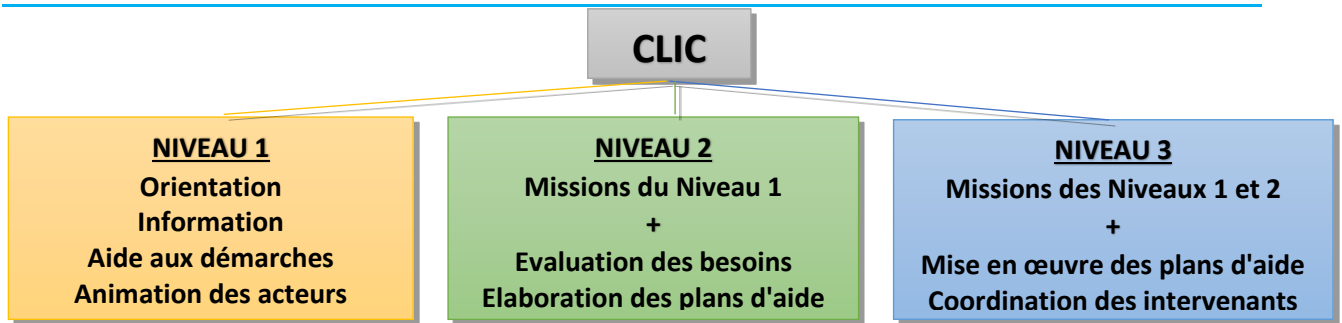 CLIC
NIVEAU 1
Orientation
Information
Aide aux démarches
Animation des acteurs
NIVEAU 2
Missions du Niveau 1
+
Evaluation des besoins
Elaboration des plans d'aide
NIVEAU 3
Missions des Niveaux 1 et 2
+
Mise en œuvre des plans d'aide
Coordination des intervenants